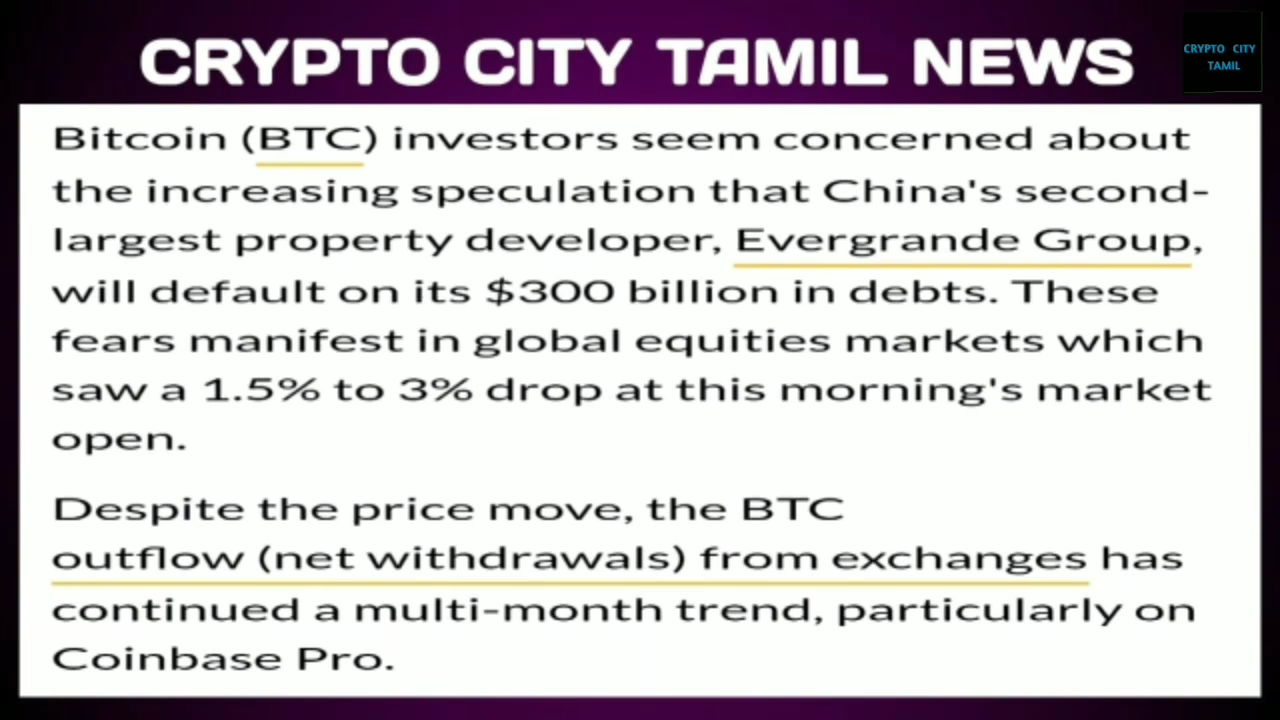 CRYPTO CITY TAMIL NEWS
CRYPTO CITY
TAMIL
Bitcoin (BTC) investors seem concerned about
the increasing speculation that China's second-
largest property developer, Evergrande Group,
will default on its $300 billion in debts. These
fears manifest in global equities markets which
saw a 1.5% to 3% drop at this morning's market
open.
Despite the price move, the BTC
outflow (net withdrawals) from exchanges has
continued a multi-month trend, particularly on
Coinbase Pro.